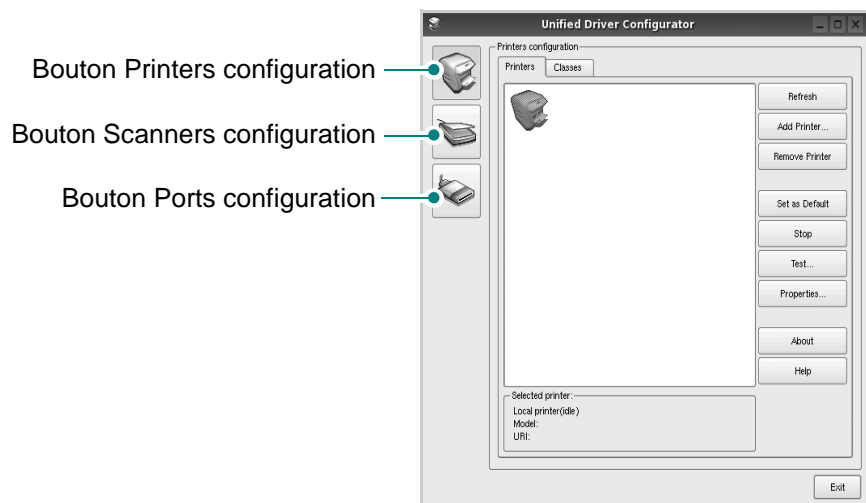 Unified Driver Configurator
Bouton Printers configuration
Bouton Scanners configuration
Bouton Ports configuration
Printers configuration
Printers
Classes
Refresh
Add Printer...
Remove Printer
Set as Default
Stop
Test...
Properties...
About
Help
Selected printer:
Local printer(idle)
Model:
URI:
Exit